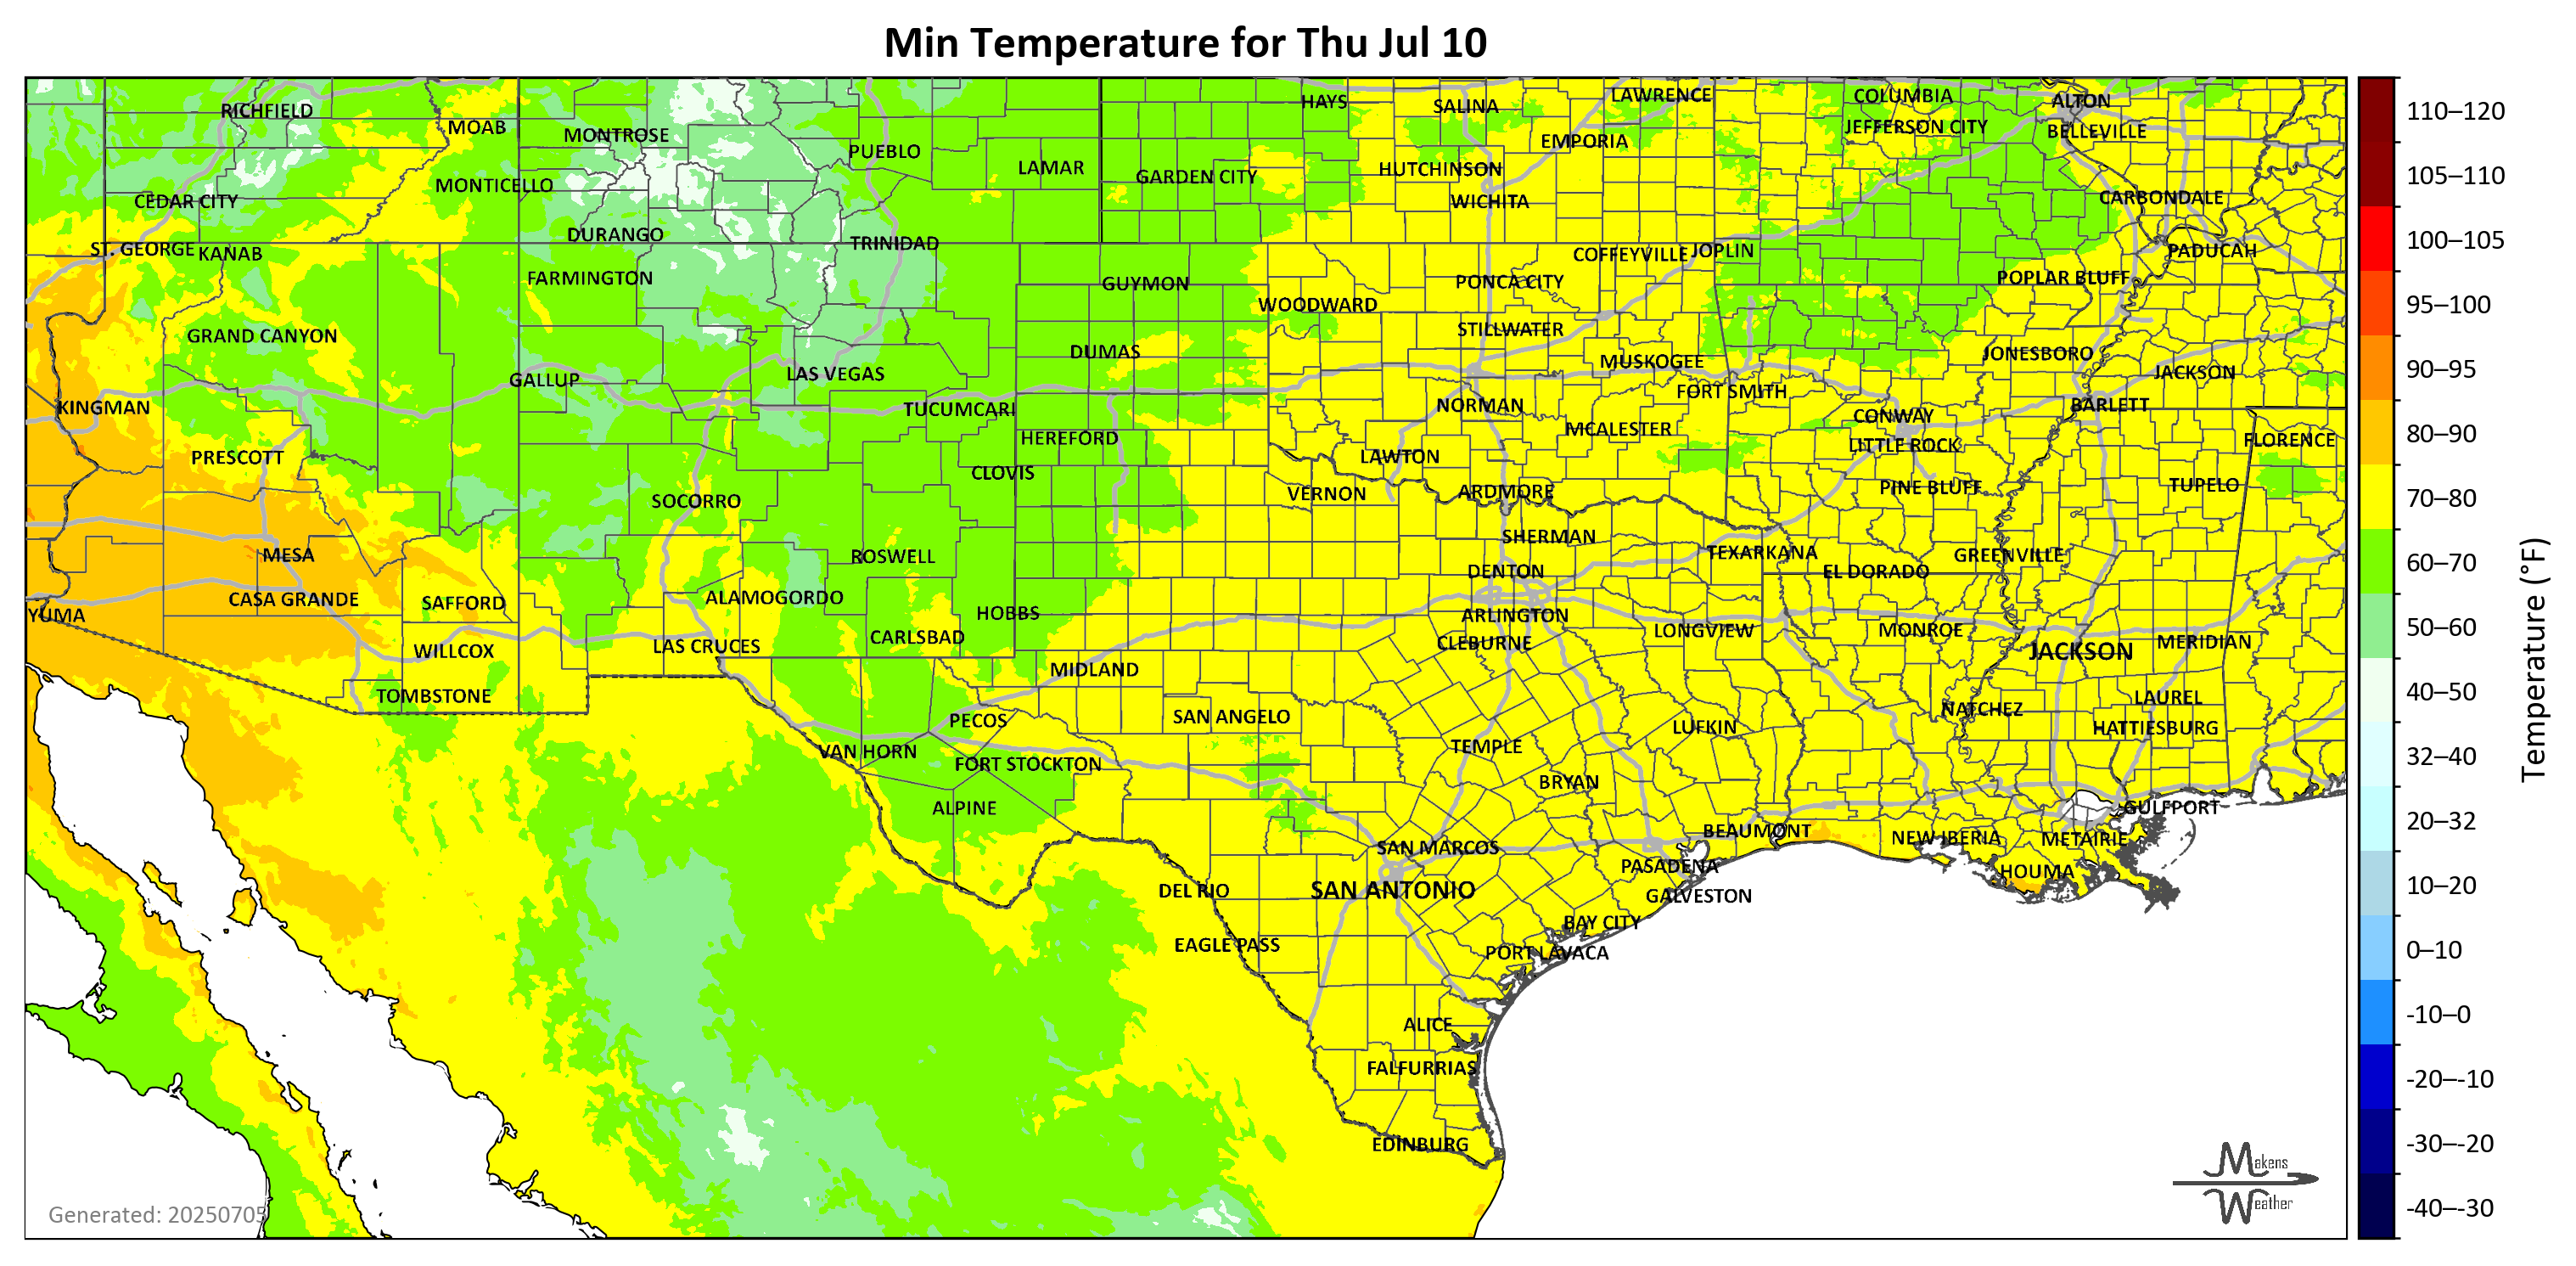 Min Temperature for Thu Jul 10
RICHFIELD
MOAB
MONTROSE
PUEBLO
LAMAR
GARDEN CITY
HAYS
SALINA
LAWRENCE
EMPORIA
HUTCHINSON
WICHITA
COLUMBIA
JEFFERSON CITY
ALTON
BELLEVILLE
CARBONDALE
MONTICELLO
CEDAR CITY
ST. GEORGE
KANAB
DURANGO
TRINIDAD
FARMINGTON
GUYMON
WOODWARD
PONCA CITY
COFFEYVILLE
JOPLIN
POPLAR BLUFF
PADUCAH
GRAND CANYON
DUMAS
STILLWATER
MUSKOGEE
JONESBORO
JACKSON
GALLUP
LAS VEGAS
FORT SMITH
KINGMAN
TUCUMCARI
NORMAN
CONWAY
BARLETT
HEREFORD
MCALESTER
LITTLE ROCK
FLORENCE
PRESCOTT
CLOVIS
LAWTON
SOCORRO
VERNON
ARDMORE
PINE BLUFF
TUPELO
MESA
ROSWELL
SHERMAN
TEXARKANA
GREENVILLE
CASA GRANDE
SAFFORD
ALAMOGORDO
DENTON
EL DORADO
YUMA
HOBBS
ARLINGTON
WILLCOX
LAS CRUCES
CARLSBAD
CLEBURNE
LONGVIEW
MONROE
JACKSON
MERIDIAN
MIDLAND
TOMBSTONE
PECOS
SAN ANGELO
LUFKIN
NATCHEZ
LAUREL
HATTIESBURG
VAN HORN
FORT STOCKTON
TEMPLE
BRYAN
ALPINE
GULFPORT
SAN MARCOS
BEAUMONT
NEW IBERIA
METAIRIE
DEL RIO
SAN ANTONIO
PASADENA
GALVESTON
HOUMA
EAGLE PASS
BAY CITY
PORT LAVACA
ALICE
FALFURRIAS
EDINBURG
Generated: 20250705
Makens
Weather
110–120
105–110
100–105
95–100
90–95
80–90
70–80
60–70
50–60
40–50
32–40
20–32
10–20
0–10
-10–0
-20–-10
-30–-20
-40–-30
Temperature (°F)